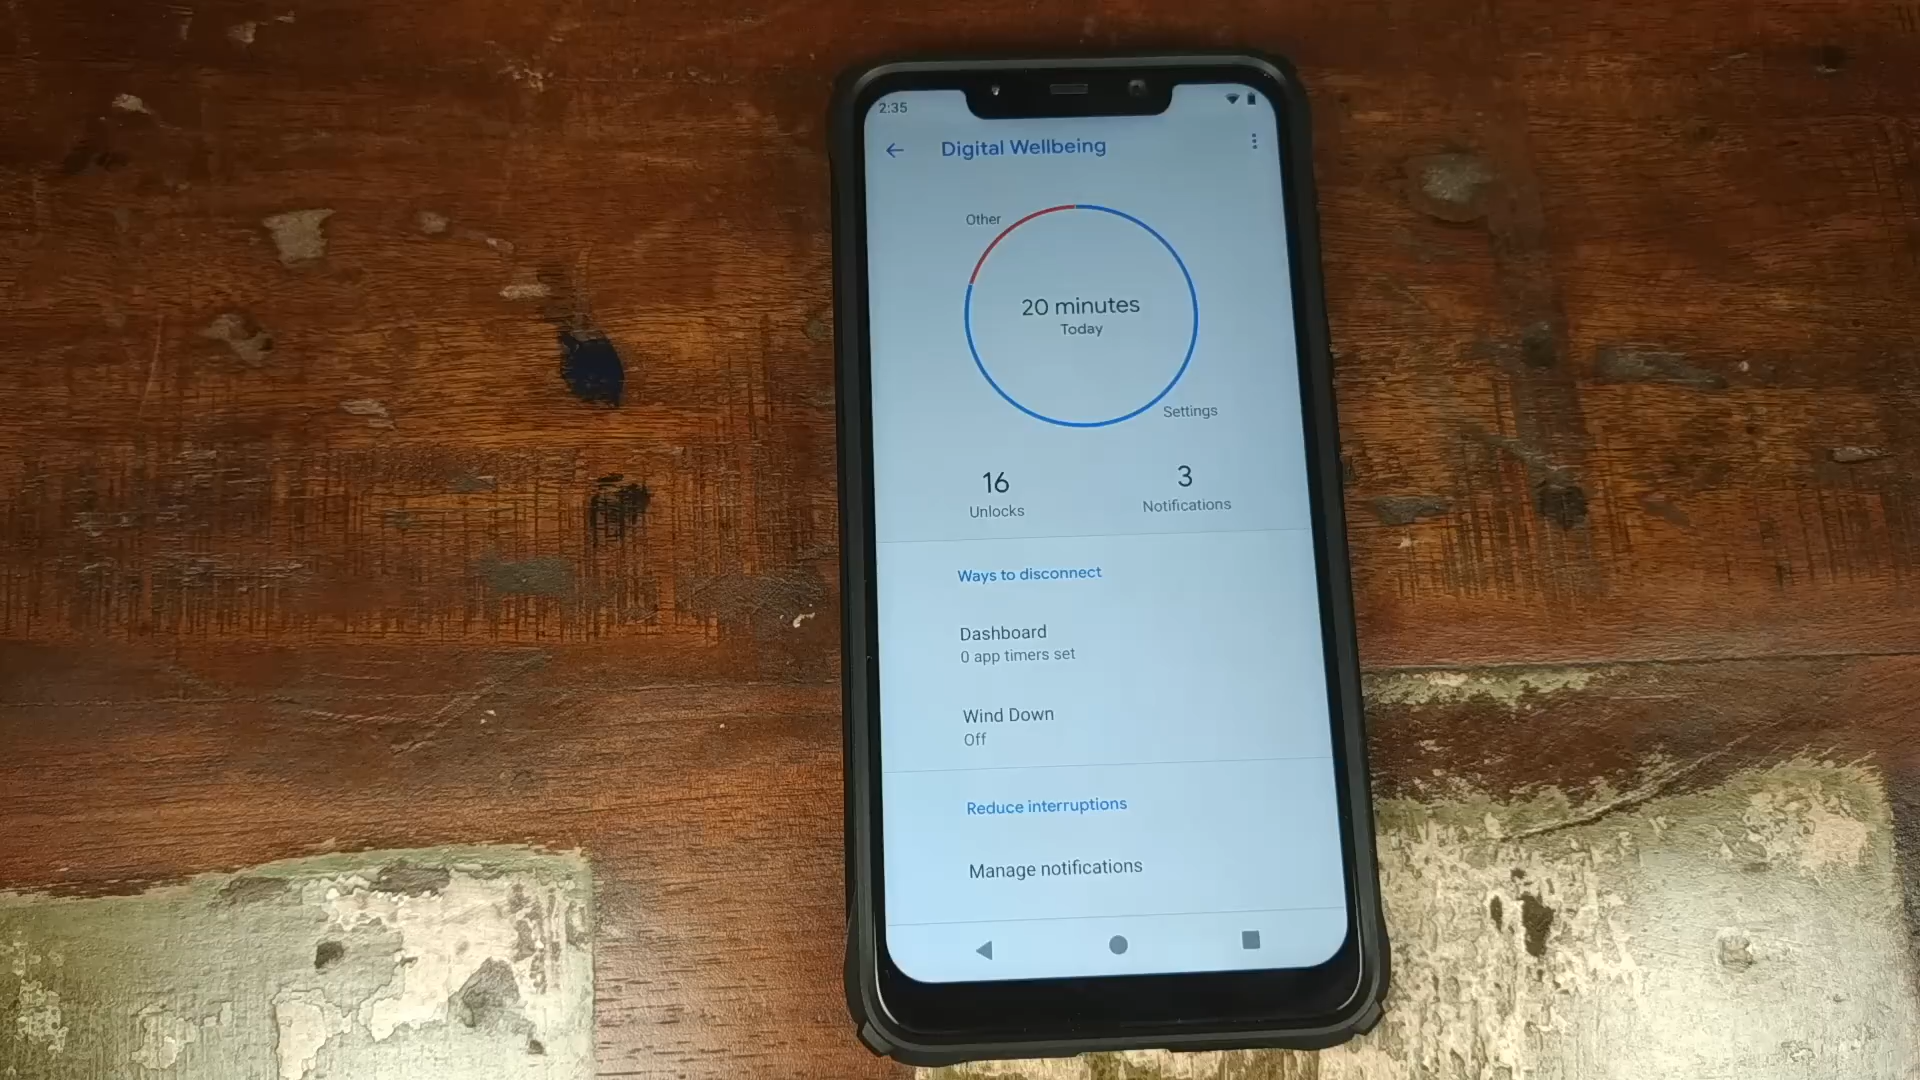 2:35
Digital Wellbeing
Other
20 minutes
Today
Settings
16
Unlocks
3
Notifications
Ways to disconnect
Dashboard
0 app timers set
Wind Down
Off
Reduce interruptions
Manage notifications